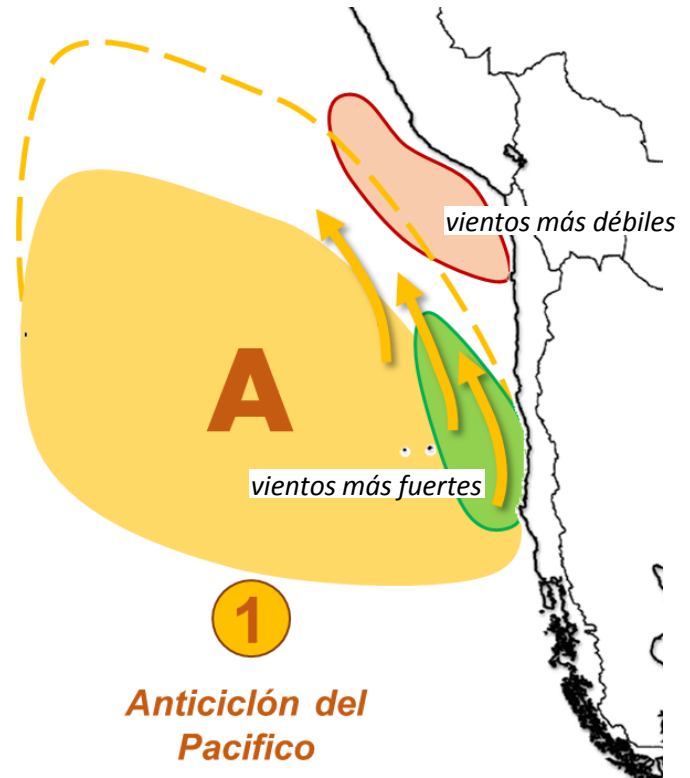 vientos más débiles
A
vientos más fuertes
1
Anticiclón del
Pacifico